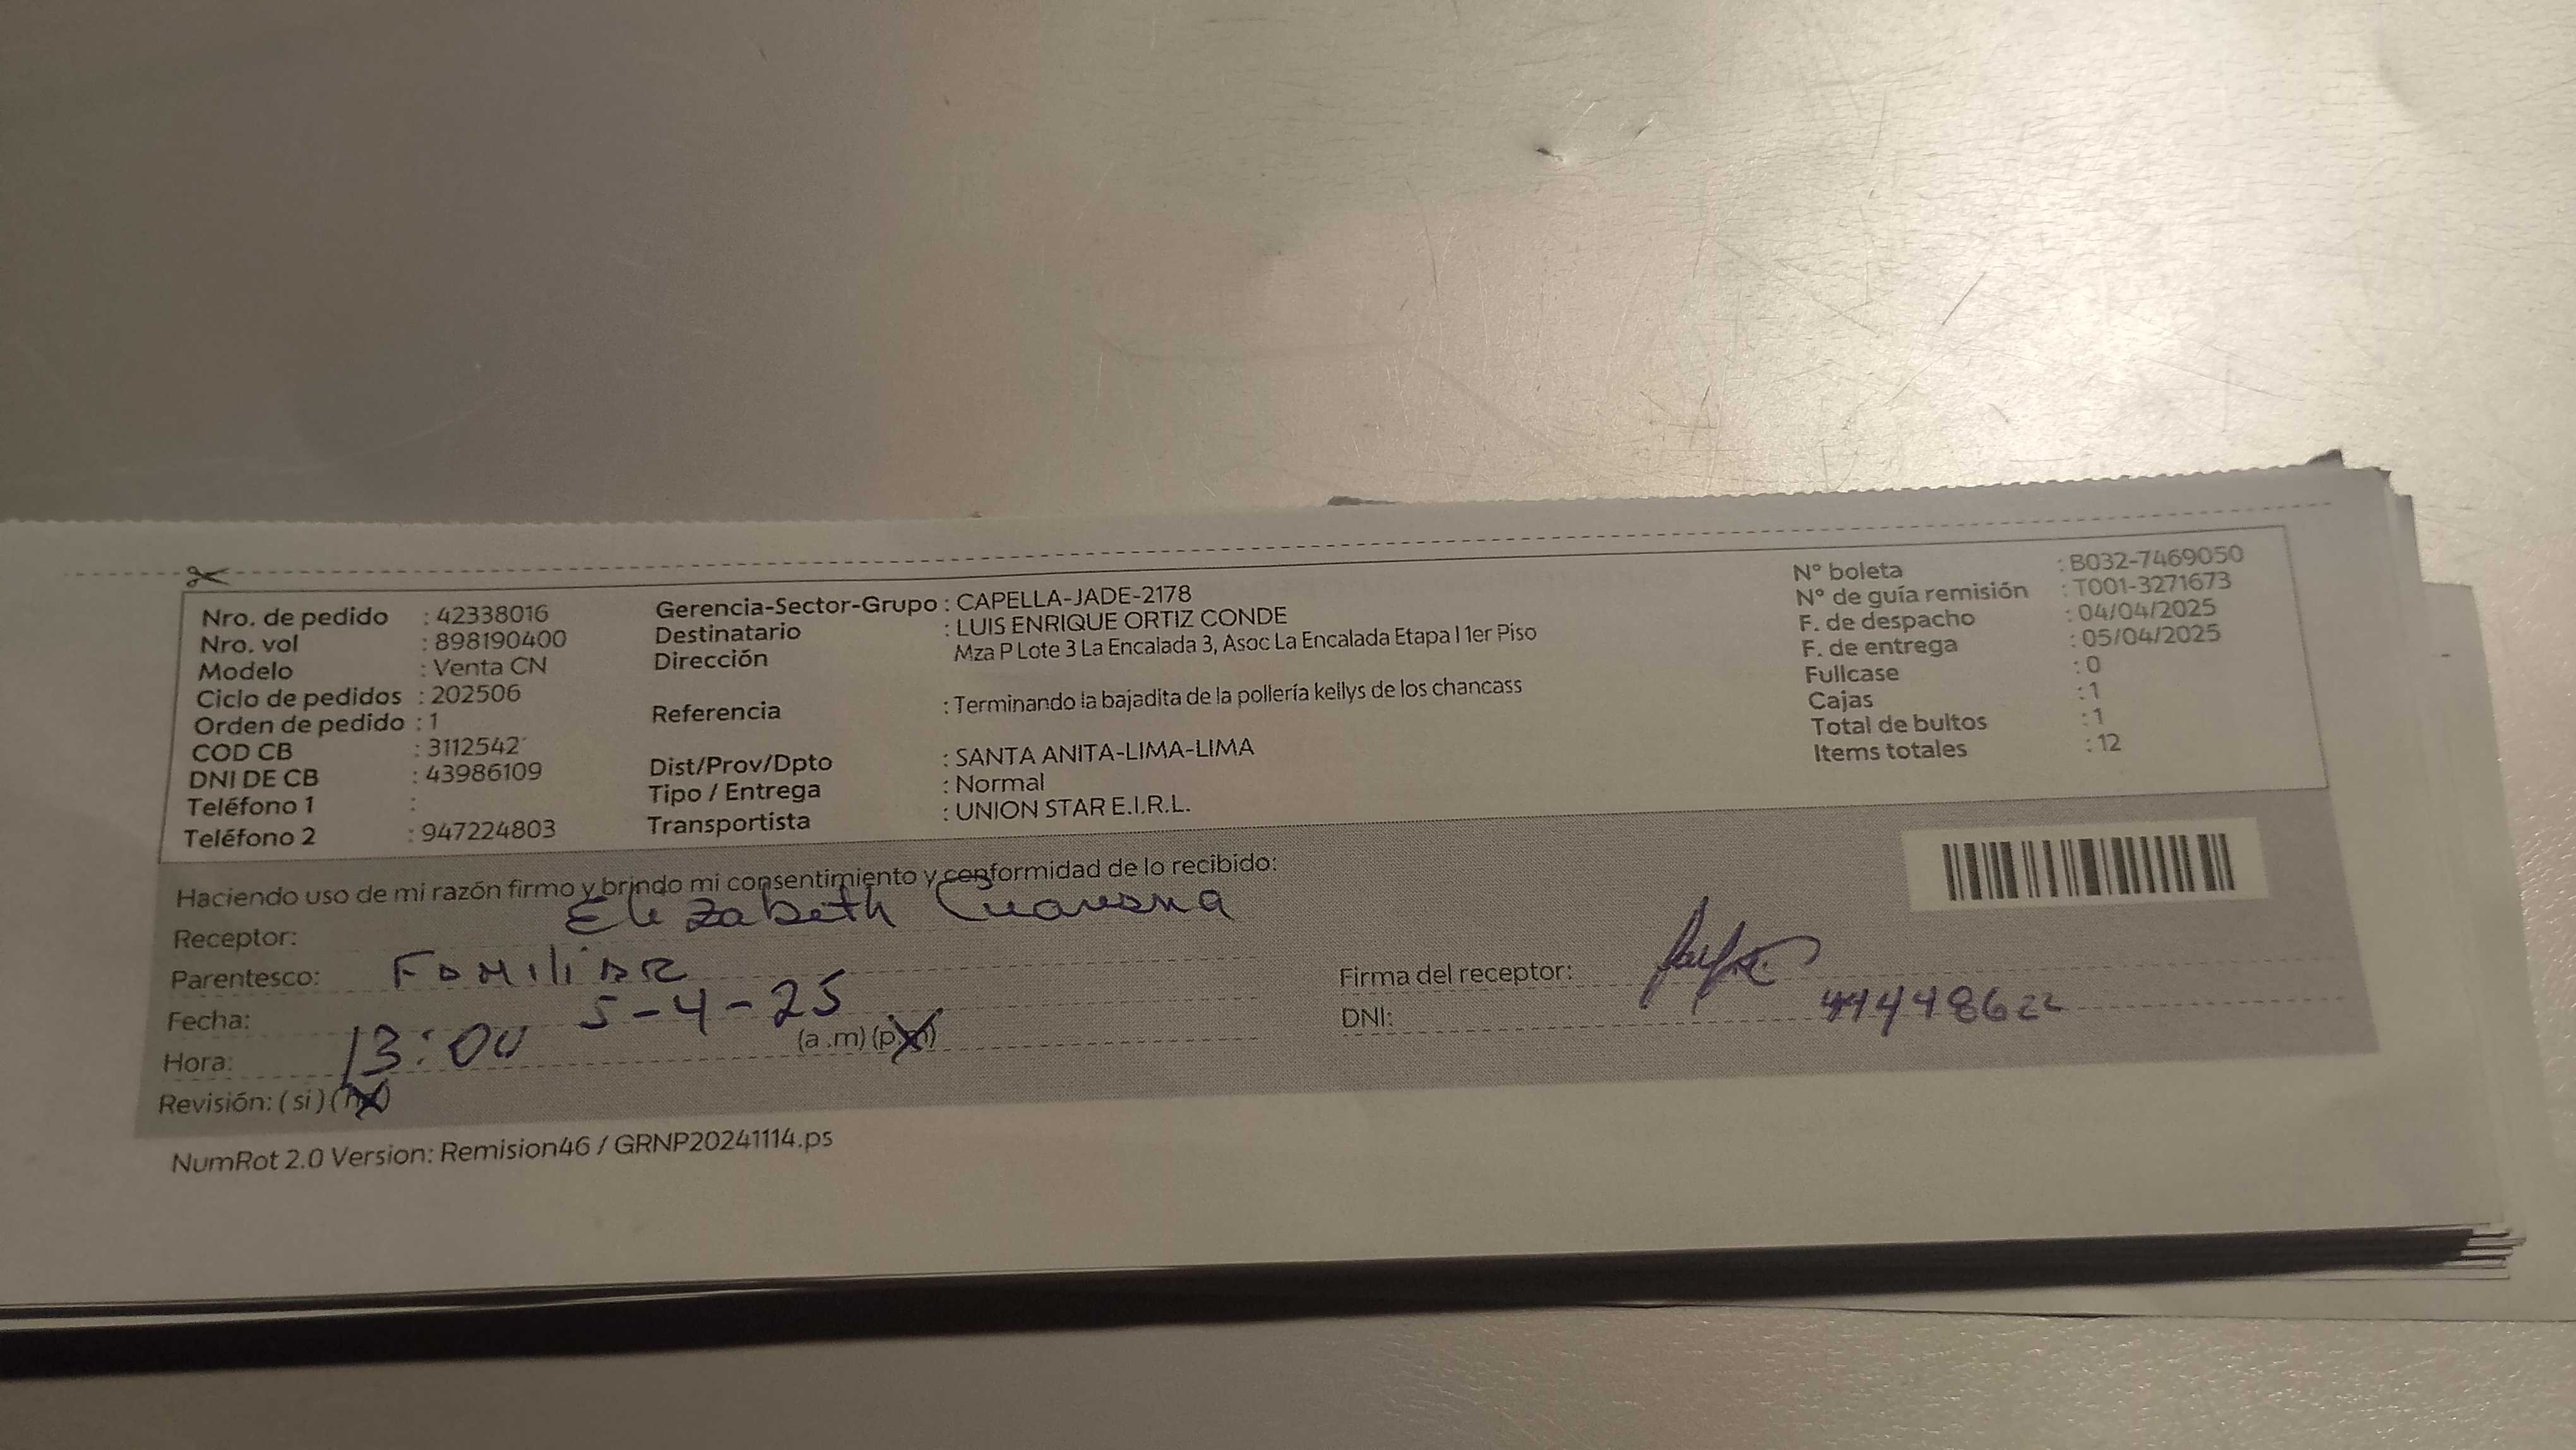 Nro. de pedido : 42338016
Nro. vol : 898190400
Modelo : Venta CN
Ciclo de pedidos : 202506
Orden de pedido : 1
COD CB : 3112542
DNI DE CB : 43986109
Teléfono 1 :
Teléfono 2 : 947224803
Gerencia-Sector-Grupo : CAPELLA-JADE-2178
Destinatario : LUIS ENRIQUE ORTIZ CONDE
Dirección Mza P Lote 3 La Encalada 3, Asoc La Encalada Etapa I 1er Piso
Referencia : Terminando la bajadita de la pollería kellys de los chancass
Dist/Prov/Dpto : SANTA ANITA-LIMA-LIMA
Tipo / Entrega : Normal
Transportista : UNION STAR E.I.R.L.
N° boleta : B032-7469050
N° de guía remisión : T001-3271673
F. de despacho : 04/04/2025
F. de entrega : 05/04/2025
Fullcase : 0
Cajas : 1
Total de bultos : 1
Items totales : 12
Haciendo uso de mi razón firmo y brindo mi consentimiento y conformidad de lo recibido:
Receptor: Elizabeth
Parentesco: FAMILIAR
Fecha: 5-4-25
Hora: 13:00 (a.m) (p.m)
Revisión: (si) (no)
Firma del receptor:
DNI:
NumRot 2.0 Version: Remision46 / GRNP20241114.ps